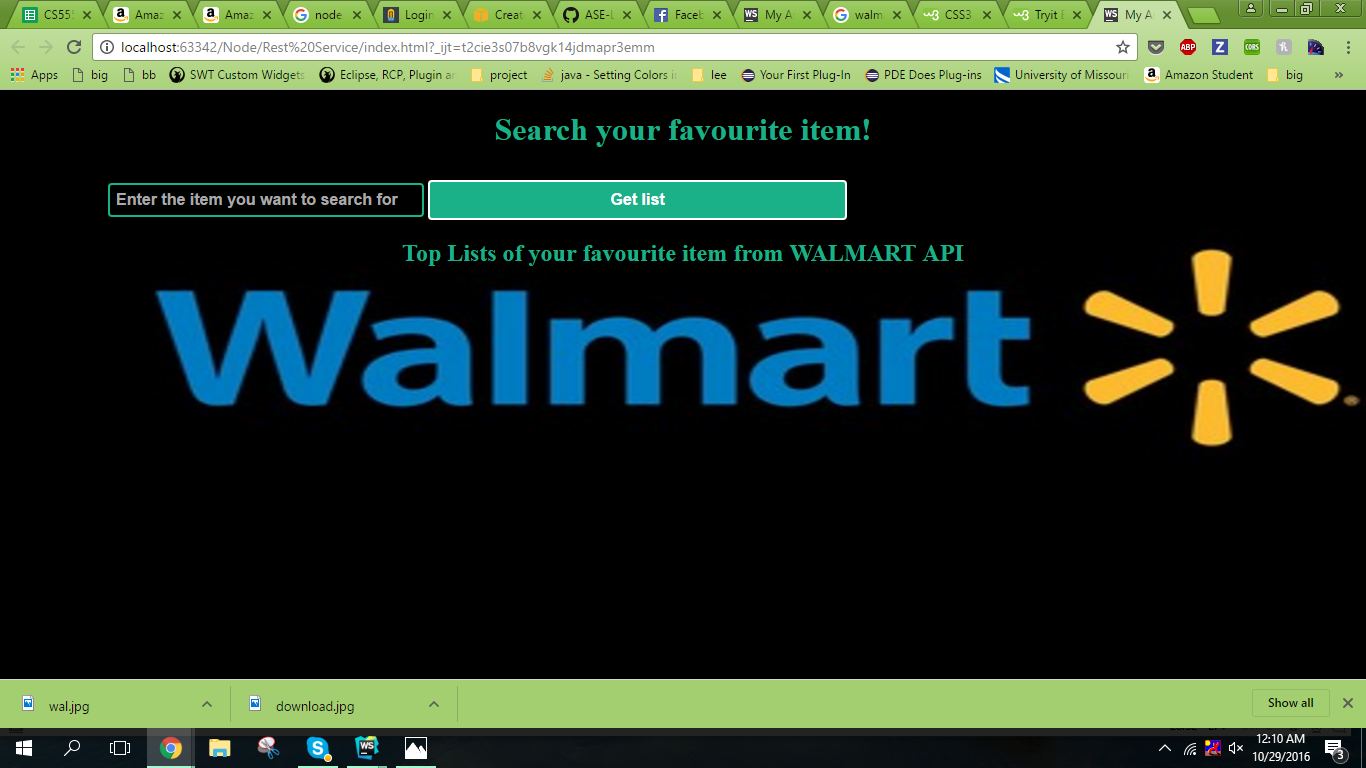 CS555 Amaz Amaz node Login Creat ASE-L Faceb My A walm CSS3 Tryit E My A
localhost:63342/Node/Rest%20Service/index.html?_ijt=t2cie3s07b8vgk14jdmapr3emm
ABP Z CORS
Apps big bb SWT Custom Widgets Eclipse, RCP, Plugin project java - Setting Colors lee Your First Plug-In PDE Does Plug-ins University of Missouri Amazon Student big »
Search your favourite item!
Enter the item you want to search for Get list
Top Lists of your favourite item from WALMART API
Walmart
wal.jpg download.jpg Show all
12:10 AM
10/29/2016
3